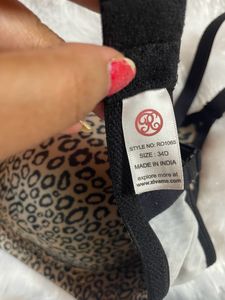 STYLE NO: RO1060
SIZE : 34D
MADE IN INDIA
explore more at
www.zivame.com